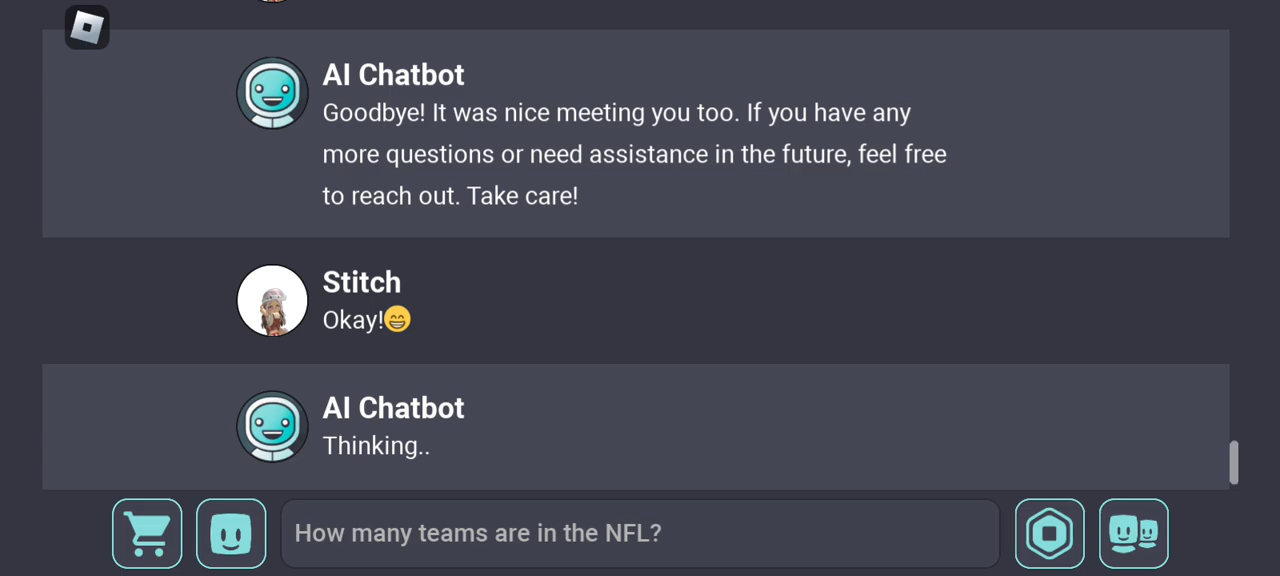 AI Chatbot
Goodbye! It was nice meeting you too. If you have any
more questions or need assistance in the future, feel free
to reach out. Take care!
Stitch
Okay!😁
AI Chatbot
Thinking..
How many teams are in the NFL?